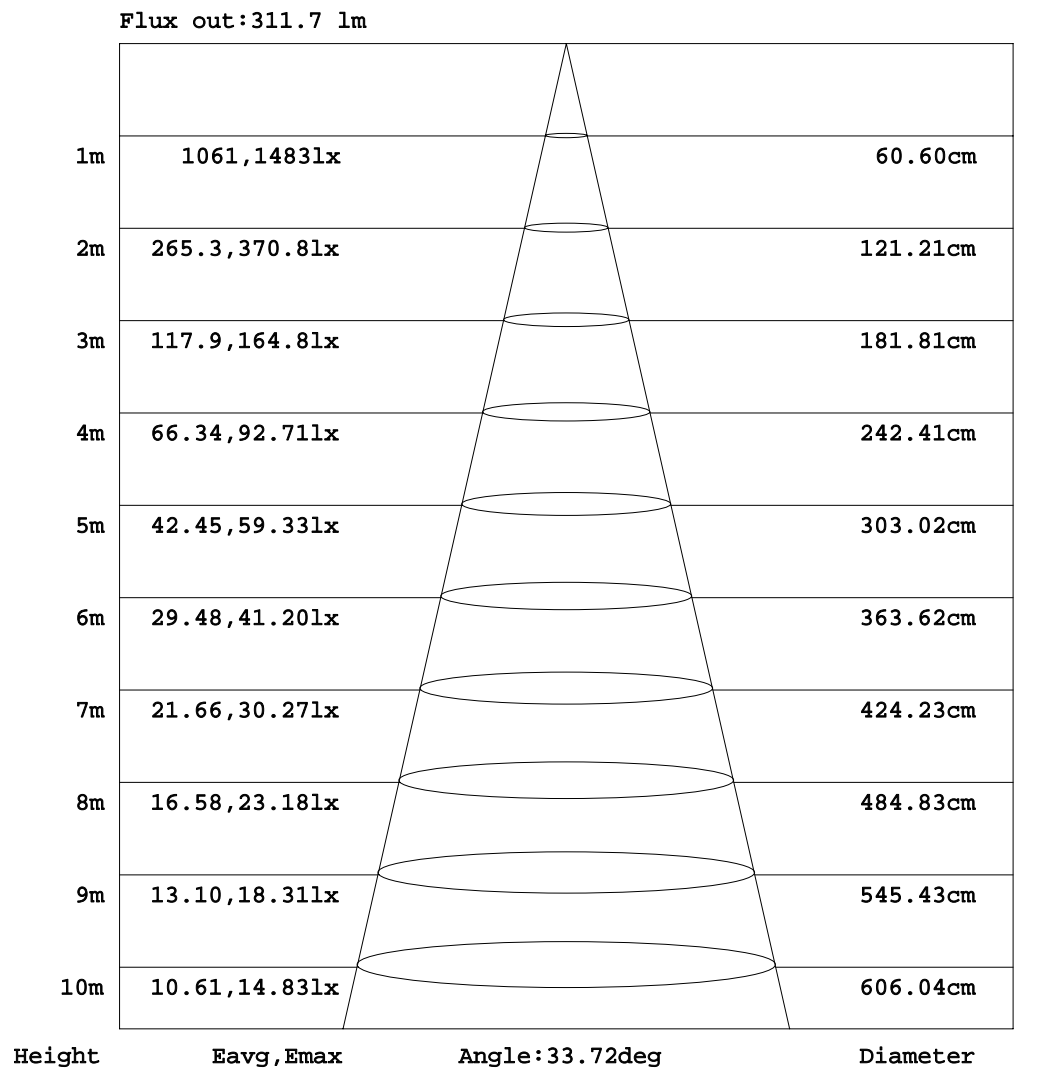 Flux out:311.7 lm
1m 1061,1483lx 60.60cm
2m 265.3,370.8lx 121.21cm
3m 117.9,164.8lx 181.81cm
4m 66.34,92.71lx 242.41cm
5m 42.45,59.33lx 303.02cm
6m 29.48,41.20lx 363.62cm
7m 21.66,30.27lx 424.23cm
8m 16.58,23.18lx 484.83cm
9m 13.10,18.31lx 545.43cm
10m 10.61,14.83lx 606.04cm
Height Eavg,Emax Angle:33.72deg Diameter